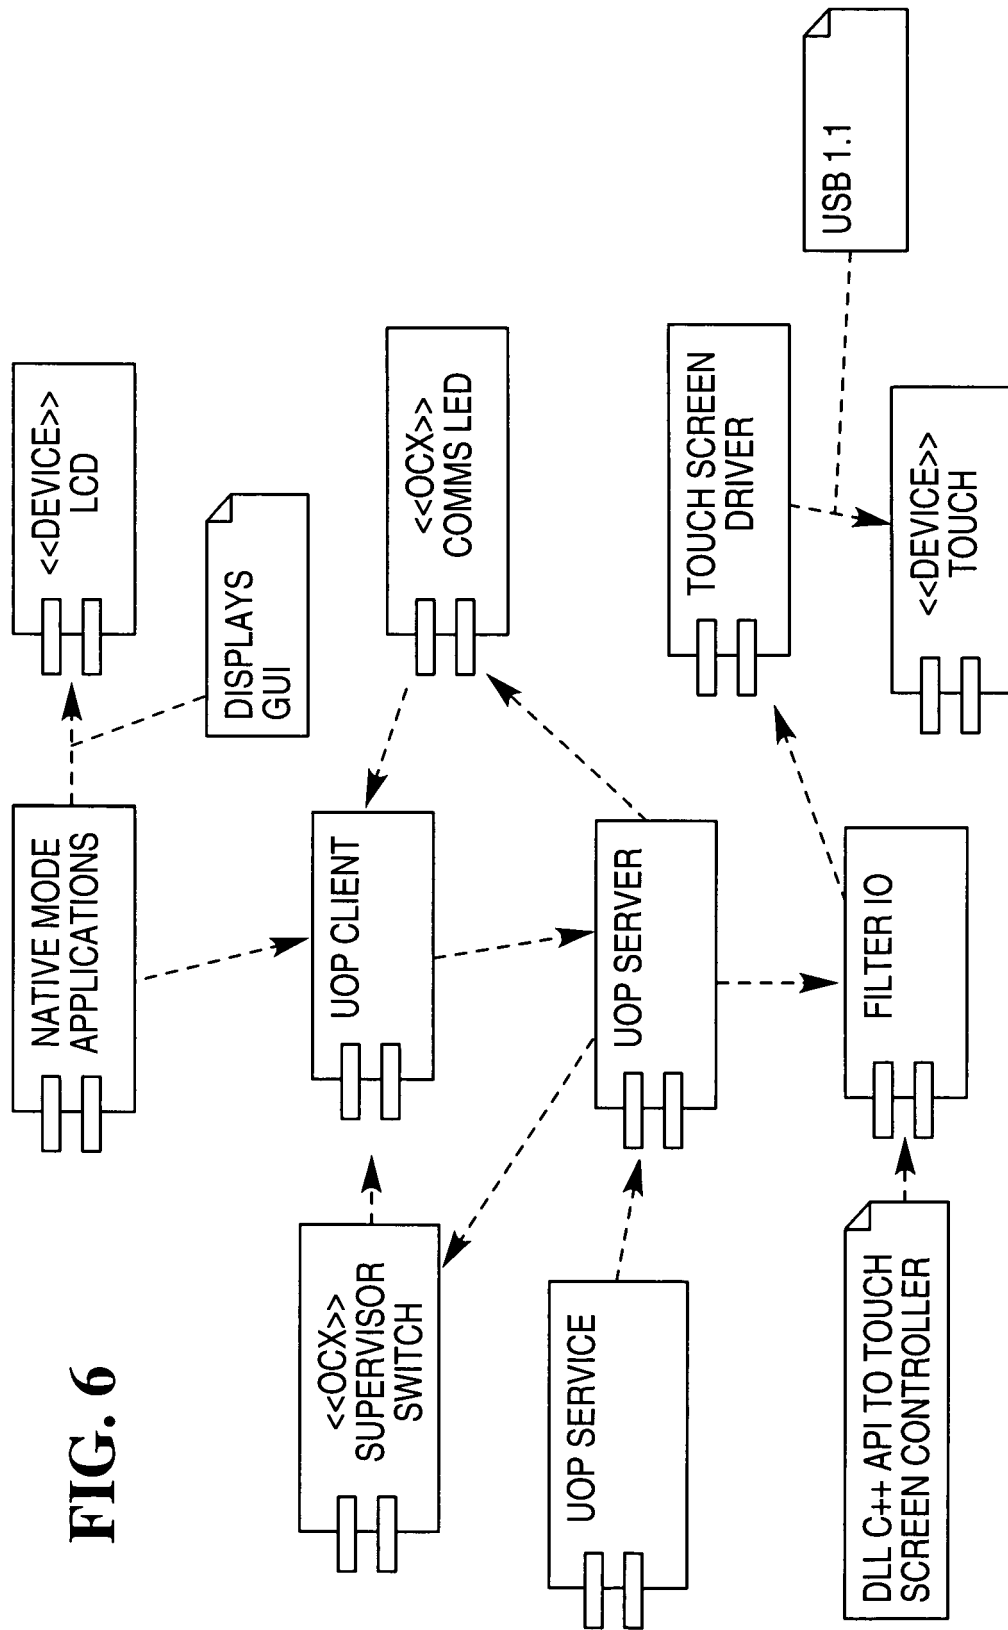 FIG. 6
NATIVE MODE
APPLICATIONS
<<DEVICE>>
LCD
DISPLAYS
GUI
<<OCX>>
SUPERVISOR
SWITCH
UOP CLIENT
<<OCX>>
COMMS LED
UOP SERVICE
UOP SERVER
TOUCH SCREEN
DRIVER
USB 1.1
DLL C++ API TO TOUCH
SCREEN CONTROLLER
FILTER IO
<<DEVICE>>
TOUCH